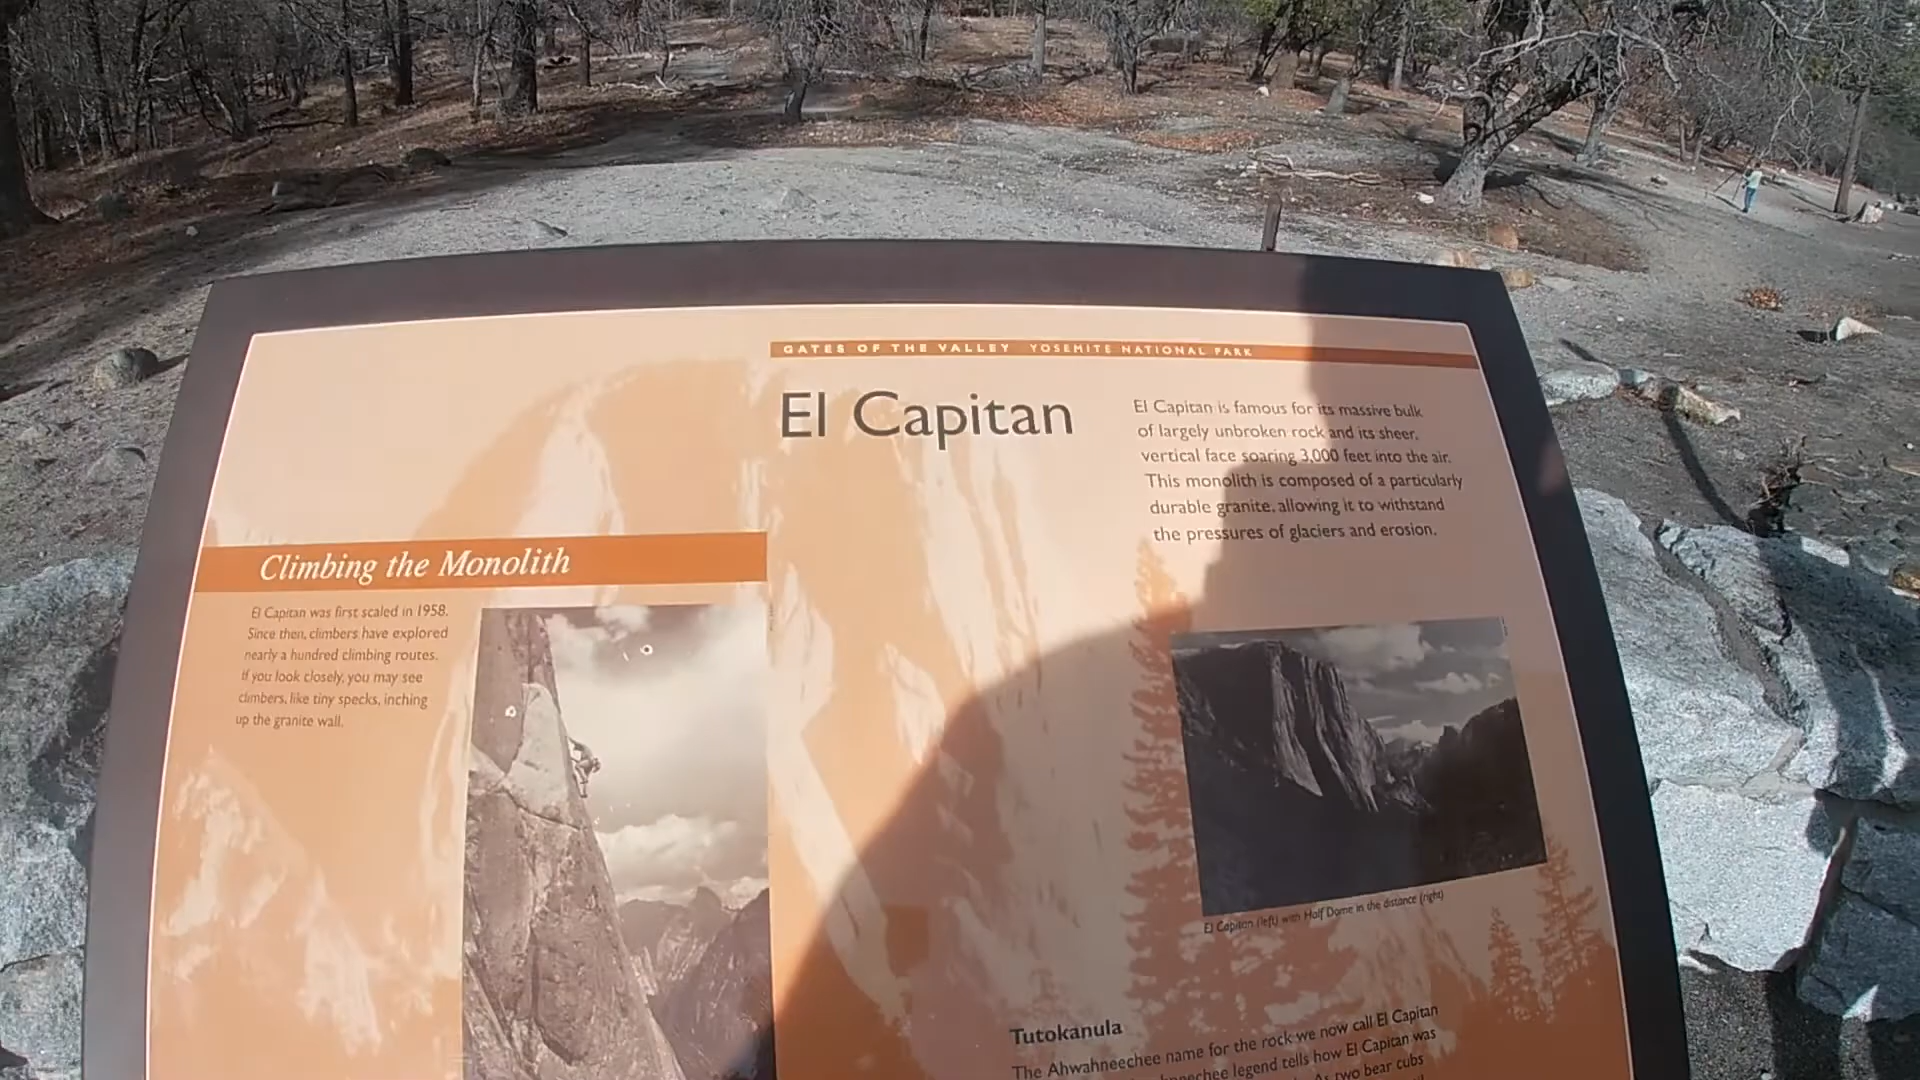 GATES OF THE VALLEY YOSEMITE NATIONAL PARK
El Capitan
El Capitan is famous for its massive bulk
of largely unbroken rock and its sheer,
vertical face soaring 3,000 feet into the air.
This monolith is composed of a particularly
durable granite, allowing it to withstand
the pressures of glaciers and erosion.
Climbing the Monolith
El Capitan was first scaled in 1958.
Since then, climbers have explored
nearly a hundred climbing routes.
If you look closely, you may see
climbers, like tiny specks, inching
up the granite wall.
El Capitan (left) with Half Dome in the distance (right)
Tutokanula
The Ahwahneechee name for the rock we now call El Capitan
legend tells how El Capitan was
As two bear cubs